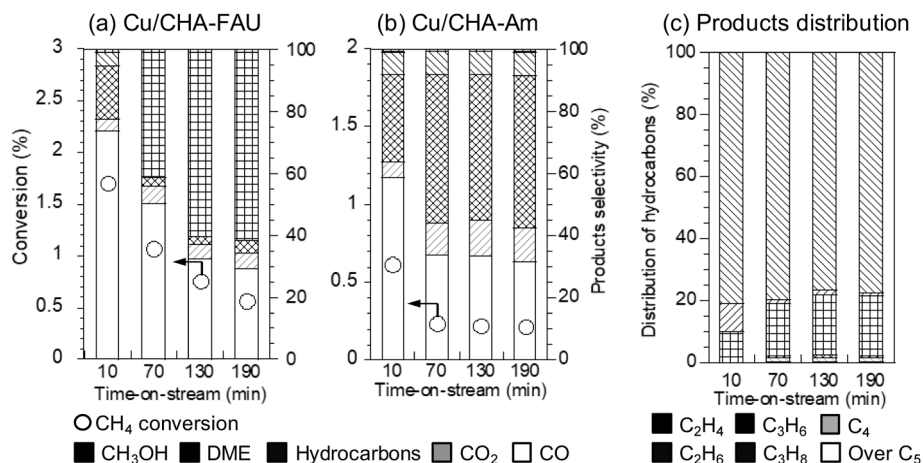 (a) Cu/CHA-FAU
(b) Cu/CHA-Am
(c) Products distribution
3
2.5
2
1.5
1
0.5
0
Conversion (%)
100
80
60
40
20
0
10 70 130 190
Time-on-stream (min)
2
1.5
1
0.5
0
100
80
60
40
20
0
Products selectivity (%)
10 70 130 190
Time-on-stream (min)
100
80
60
40
20
0
Distribution of hydrocarbons (%)
10 70 130 190
Time-on-stream (min)
CH₄ conversion
CH₃OH DME Hydrocarbons CO₂ CO
C₂H₄ C₃H₆ C₄
C₂H₆ C₃H₈ Over C₅